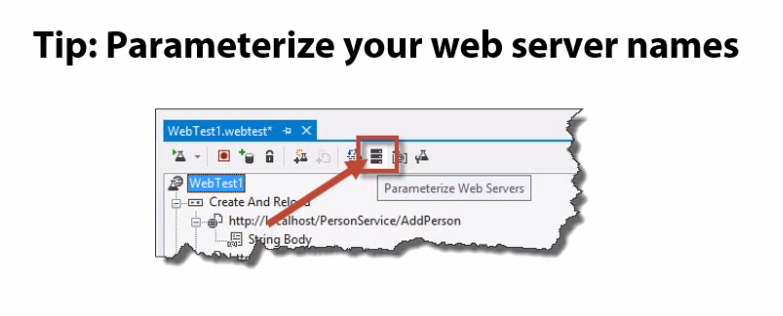 Tip: Parameterize your web server names
WebTest1.webtest*
Parameterize Web Servers
WebTest1
Create And Reload
http://localhost/PersonService/AddPerson
String Body